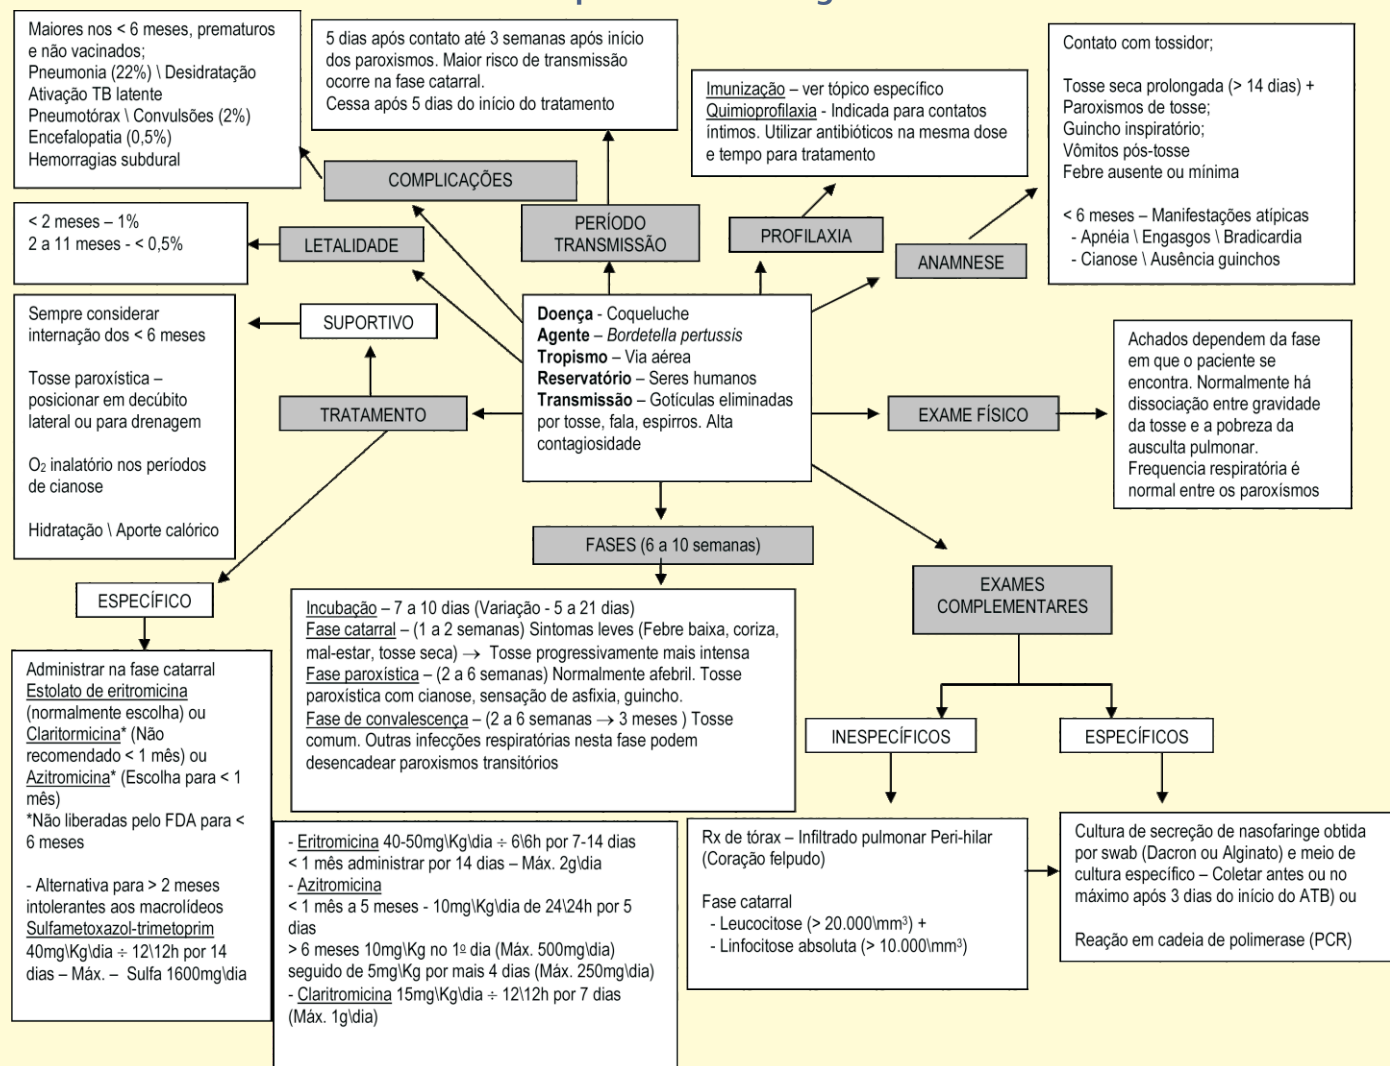 Maiores nos < 6 meses, prematuros
e não vacinados;
Pneumonia (22%) \ Desidratação
Ativação TB latente
Pneumotórax \ Convulsões (2%)
Encefalopatia (0,5%)
Hemorragias subdural
5 dias após contato até 3 semanas após início
dos paroxismos. Maior risco de transmissão
ocorre na fase catarral.
Cessa após 5 dias do início do tratamento
Imunização – ver tópico específico
Quimioprofilaxia - Indicada para contatos
íntimos. Utilizar antibióticos na mesma dose
e tempo para tratamento
Contato com tossidor;
Tosse seca prolongada (> 14 dias) +
Paroxismos de tosse;
Guincho inspiratório;
Vômitos pós-tosse
Febre ausente ou mínima
< 6 meses – Manifestações atípicas
- Apnéia \ Engasgos \ Bradicardia
- Cianose \ Ausência guinchos
COMPLICAÇÕES
PERÍODO
TRANSMISSÃO
PROFILAXIA
ANAMNESE
< 2 meses – 1%
2 a 11 meses - < 0,5%
LETALIDADE
Sempre considerar
internação dos < 6 meses
Tosse paroxística –
posicionar em decúbito
lateral ou para drenagem
O₂ inalatório nos períodos
de cianose
Hidratação \ Aporte calórico
SUPORTIVO
TRATAMENTO
Doença - Coqueluche
Agente – Bordetella pertussis
Tropismo – Via aérea
Reservatório – Seres humanos
Transmissão – Gotículas eliminadas
por tosse, fala, espirros. Alta
contagiosidade
EXAME FÍSICO
Achados dependem da fase
em que o paciente se
encontra. Normalmente há
dissociação entre gravidade
da tosse e a pobreza da
ausculta pulmonar.
Frequencia respiratória é
normal entre os paroxísmos
FASES (6 a 10 semanas)
Incubação – 7 a 10 dias (Variação - 5 a 21 dias)
Fase catarral – (1 a 2 semanas) Sintomas leves (Febre baixa, coriza,
mal-estar, tosse seca) → Tosse progressivamente mais intensa
Fase paroxística – (2 a 6 semanas) Normalmente afebril. Tosse
paroxística com cianose, sensação de asfixia, guincho.
Fase de convalescença – (2 a 6 semanas → 3 meses ) Tosse
comum. Outras infecções respiratórias nesta fase podem
desencadear paroxismos transitórios
EXAMES
COMPLEMENTARES
ESPECÍFICO
Administrar na fase catarral
Estolato de eritromicina
(normalmente escolha) ou
Claritormicina* (Não
recomendado < 1 mês) ou
Azitromicina* (Escolha para < 1
mês)
*Não liberadas pelo FDA para <
6 meses
- Alternativa para > 2 meses
intolerantes aos macrolídeos
Sulfametoxazol-trimetoprim
40mg\Kg\dia ÷ 12\12h por 14
dias – Máx. – Sulfa 1600mg\dia
- Eritromicina 40-50mg\Kg\dia ÷ 6\6h por 7-14 dias
< 1 mês administrar por 14 dias – Máx. 2g\dia
- Azitromicina
< 1 mês a 5 meses - 10mg\Kg\dia de 24\24h por 5
dias
> 6 meses 10mg\Kg no 1º dia (Máx. 500mg\dia)
seguido de 5mg\Kg por mais 4 dias (Máx. 250mg\dia)
- Claritromicina 15mg\Kg\dia ÷ 12\12h por 7 dias
(Máx. 1g\dia)
INESPECÍFICOS
ESPECÍFICOS
Rx de tórax – Infiltrado pulmonar Peri-hilar
(Coração felpudo)
Fase catarral
- Leucocitose (> 20.000\mm³) +
- Linfocitose absoluta (> 10.000\mm³)
Cultura de secreção de nasofaringe obtida
por swab (Dacron ou Alginato) e meio de
cultura específico – Coletar antes ou no
máximo após 3 dias do início do ATB) ou
Reação em cadeia de polimerase (PCR)